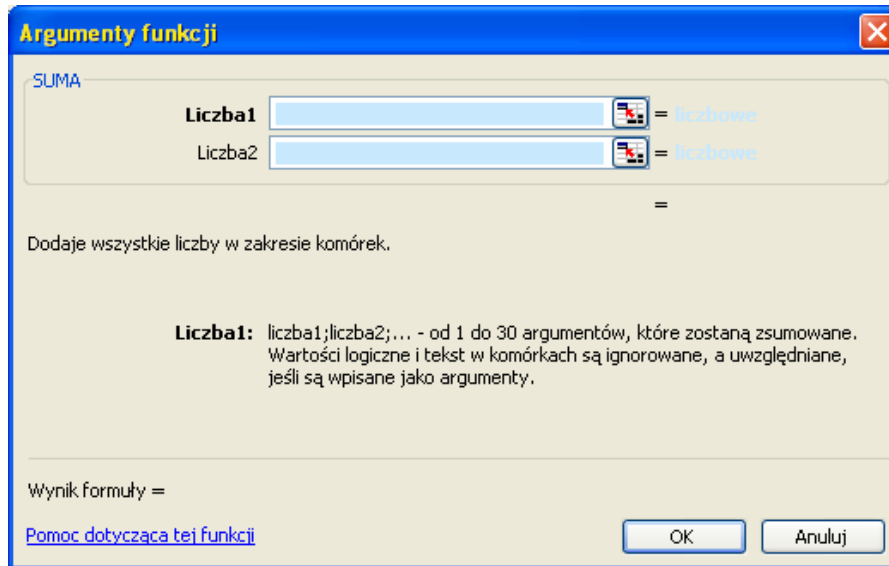 Argumenty funkcji
SUMA
Liczba1 = liczbowe
Liczba2 = liczbowe
=
Dodaje wszystkie liczby w zakresie komórek.
Liczba1: liczba1;liczba2;... - od 1 do 30 argumentów, które zostaną zsumowane.
Wartości logiczne i tekst w komórkach są ignorowane, a uwzględniane,
jeśli są wpisane jako argumenty.
Wynik formuły =
Pomoc dotycząca tej funkcji OK Anuluj